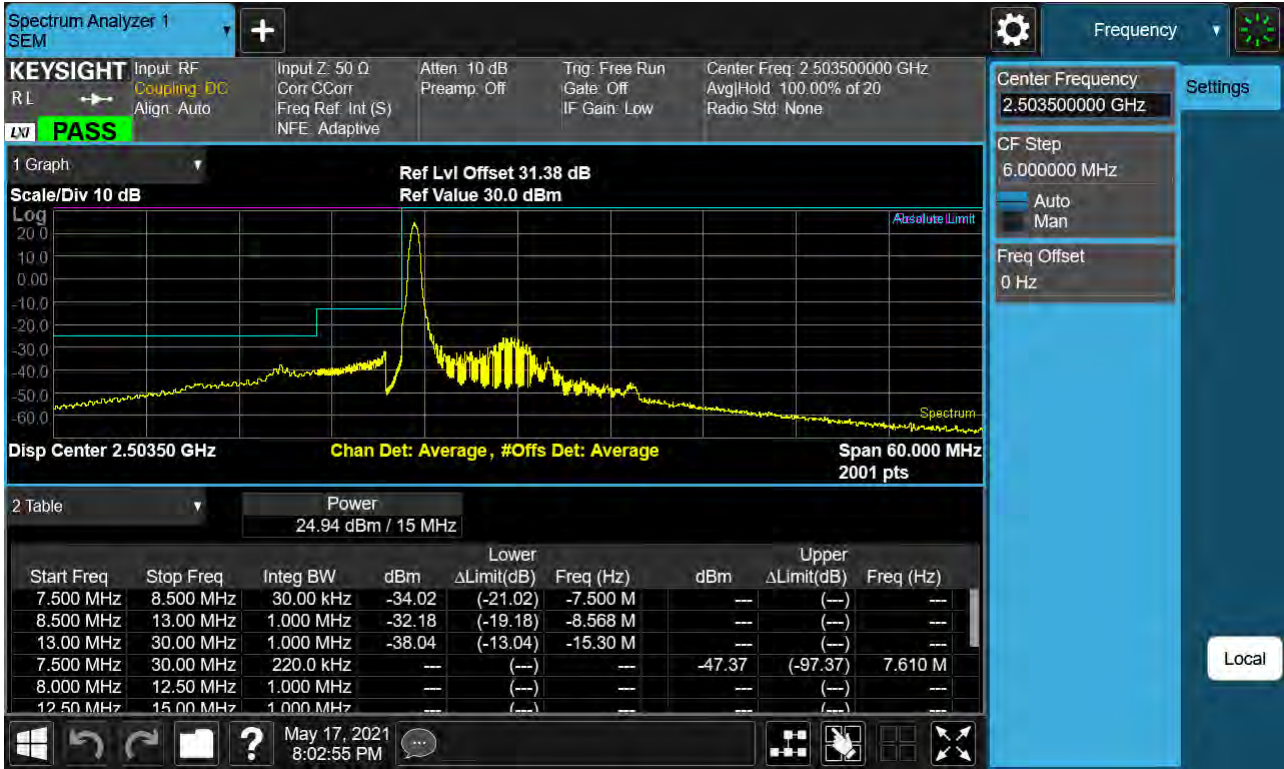 Spectrum Analyzer 1
SEM
+
Frequency
KEYSIGHT Input: RF Input Z: 50 Ω Atten: 10 dB Trig: Free Run Center Freq: 2.503500000 GHz
RL Coupling: DC Corr CCorr Preamp: Off Gate: Off Avg|Hold: 100.00% of 20
Align: Auto Freq Ref: Int (S) IF Gain: Low Radio Std: None
LXI PASS NFE: Adaptive
Center Frequency
2.503500000 GHz
Settings
CF Step
6.000000 MHz
Auto
Man
Freq Offset
0 Hz
1 Graph
Ref Lvl Offset 31.38 dB
Scale/Div 10 dB Ref Value 30.0 dBm
Log
Absolute Limit
20.0
10.0
0.00
-10.0
-20.0
-30.0
-40.0
-50.0
-60.0
Spectrum
Disp Center 2.50350 GHz Chan Det: Average, #Offs Det: Average Span 60.000 MHz
2001 pts
2 Table Power
24.94 dBm / 15 MHz
Lower Upper
Start Freq Stop Freq Integ BW dBm ΔLimit(dB) Freq (Hz) dBm ΔLimit(dB) Freq (Hz)
7.500 MHz 8.500 MHz 30.00 kHz -34.02 (-21.02) -7.500 M --- (---) ---
8.500 MHz 13.00 MHz 1.000 MHz -32.18 (-19.18) -8.568 M --- (---) ---
13.00 MHz 30.00 MHz 1.000 MHz -38.04 (-13.04) -15.30 M --- (---) ---
7.500 MHz 30.00 MHz 220.0 kHz --- (---) --- -47.37 (-97.37) 7.610 M
8.000 MHz 12.50 MHz 1.000 MHz --- (---) --- --- (---) ---
12.50 MHz 15.00 MHz 1.000 MHz --- (---) --- --- (---) ---
Local
? May 17, 2021
8:02:55 PM